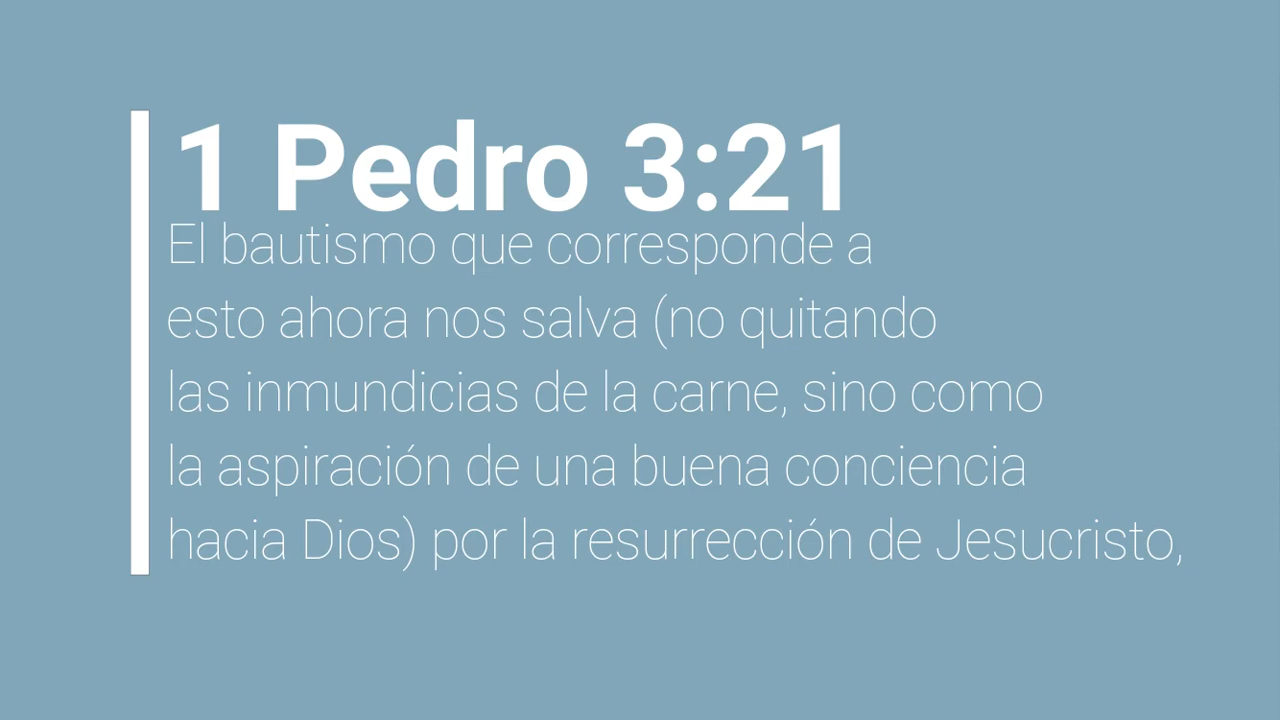 1 Pedro 3:21
El bautismo que corresponde a
esto ahora nos salva (no quitando
las inmundicias de la carne, sino como
la aspiración de una buena conciencia
hacia Dios) por la resurrección de Jesucristo,